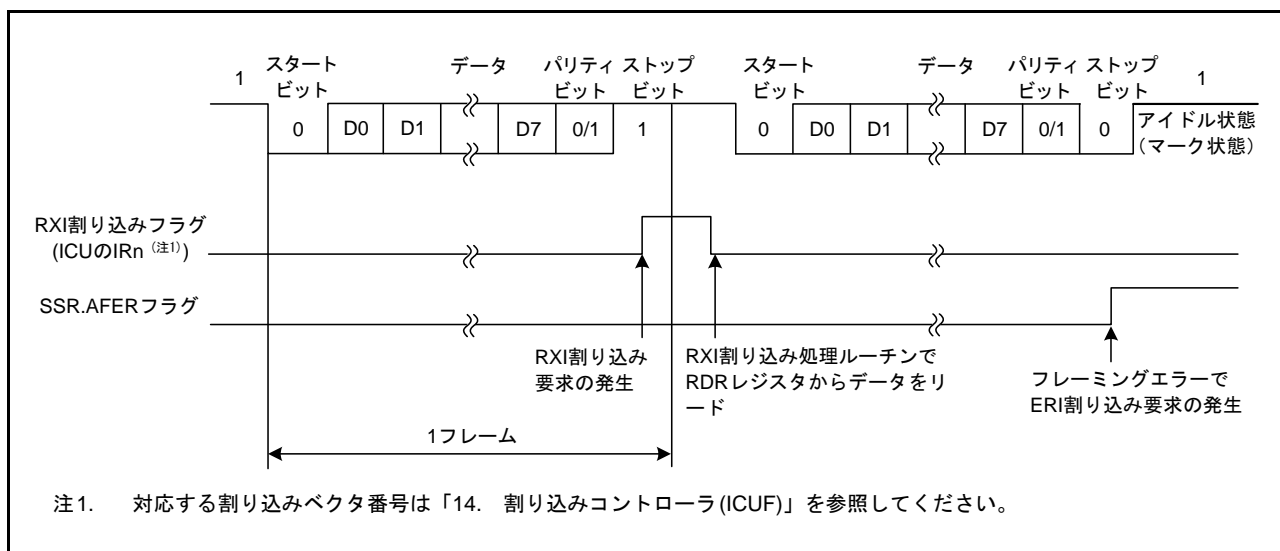 1
スタート
ビット
データ
パリティ
ビット
ストップ
ビット
スタート
ビット
データ
パリティ
ビット
ストップ
ビット
1
0 D0 D1 D7 0/1 1 0 D0 D1 D7 0/1 0
アイドル状態
(マーク状態)
RXI割り込みフラグ
(ICUのIRn (注1))
SSR.AFERフラグ
RXI割り込み
要求の発生
RXI割り込み処理ルーチンで
RDRレジスタからデータをリ
ード
フレーミングエラーで
ERI割り込み要求の発生
1フレーム
注1. 対応する割り込みベクタ番号は「14. 割り込みコントローラ(ICUF)」を参照してください。